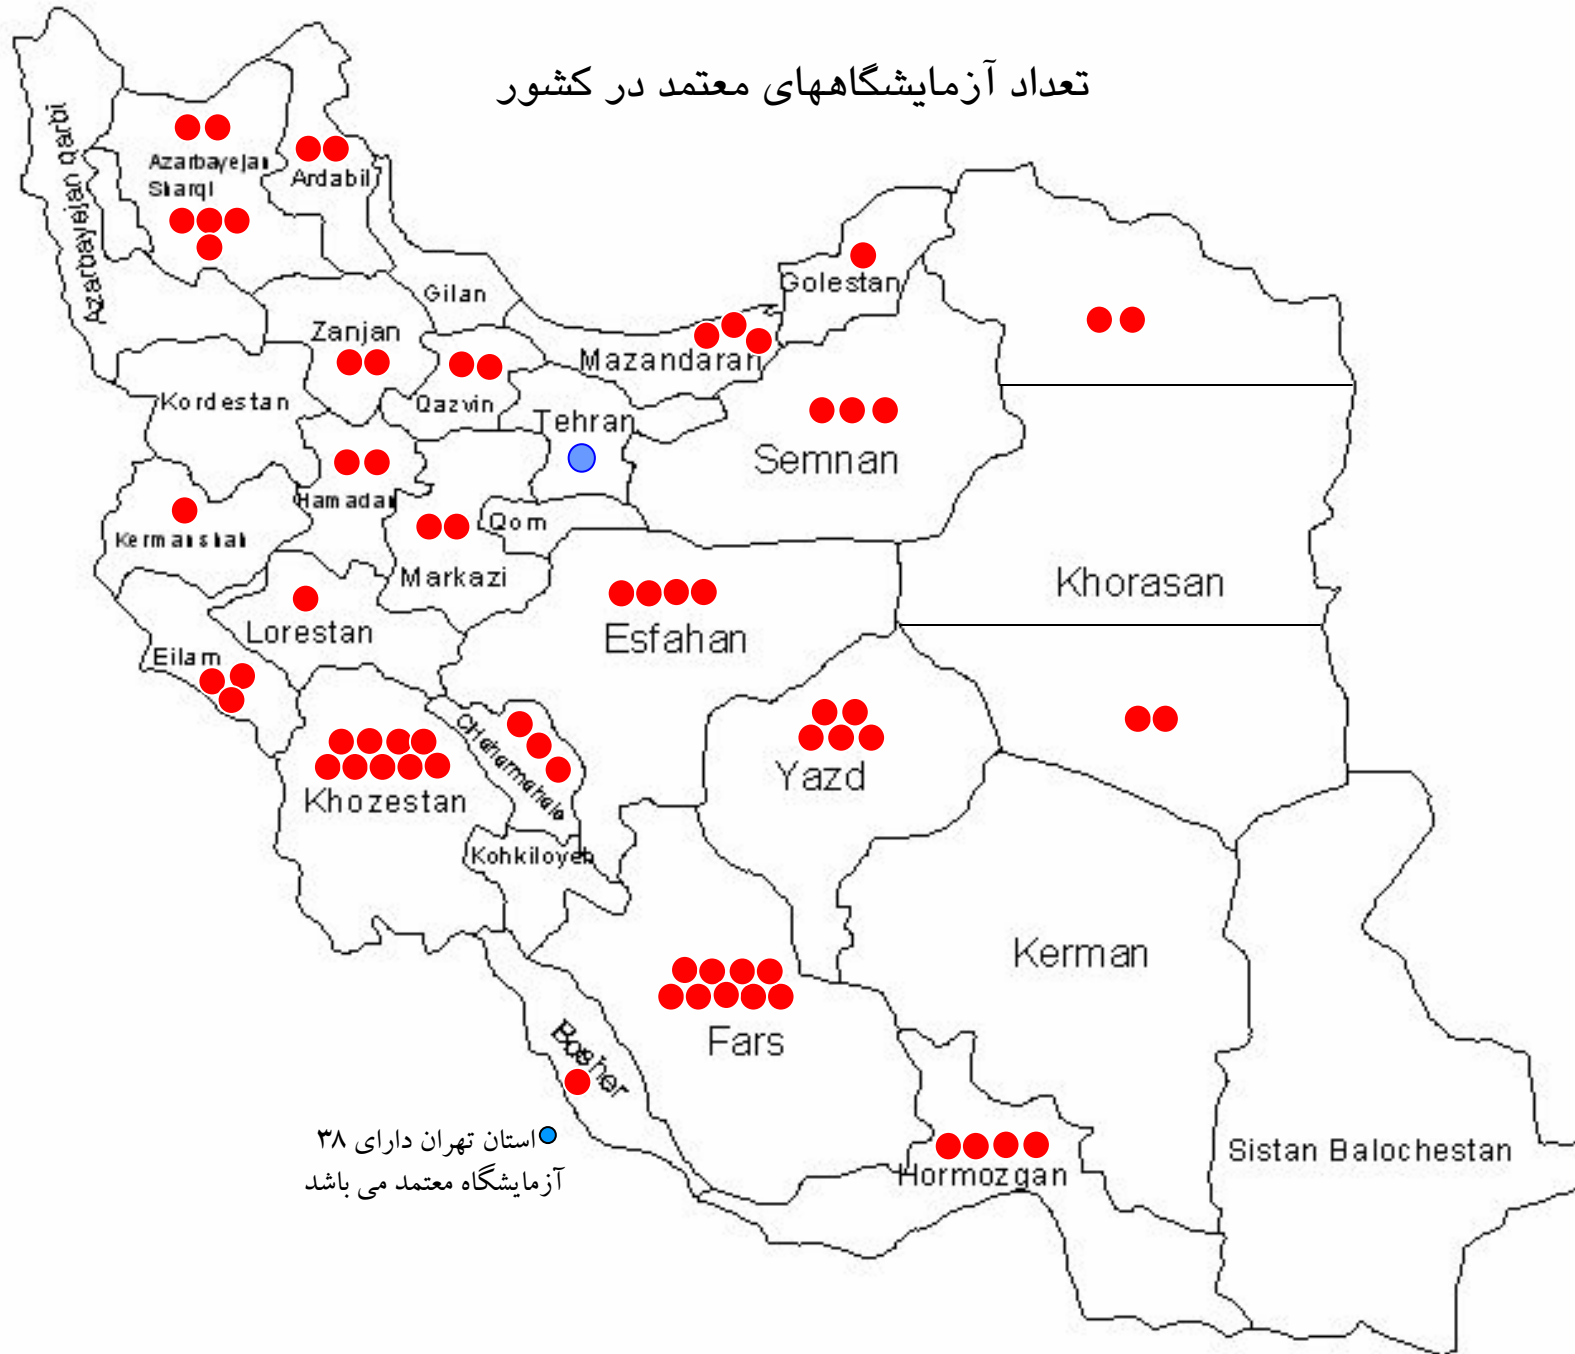 تعداد آزمایشگاههای معتمد در کشور
Azarbayejan qarbi
Azarbayejan
Sharqi
Ardabil
Gilan
Golestan
Zanjan
Mazandaran
Qazvin
Kordestan
Tehran
Semnan
Hamadan
Qom
Kermanshah
Markazi
Khorasan
Lorestan
Esfahan
Eilam
CHaharmahale
Yazd
Khozestan
Kohkiloyeh
Kerman
Fars
Bosher
استان تهران دارای ۳۸
آزمایشگاه معتمد می باشد
Hormozgan
Sistan Balochestan